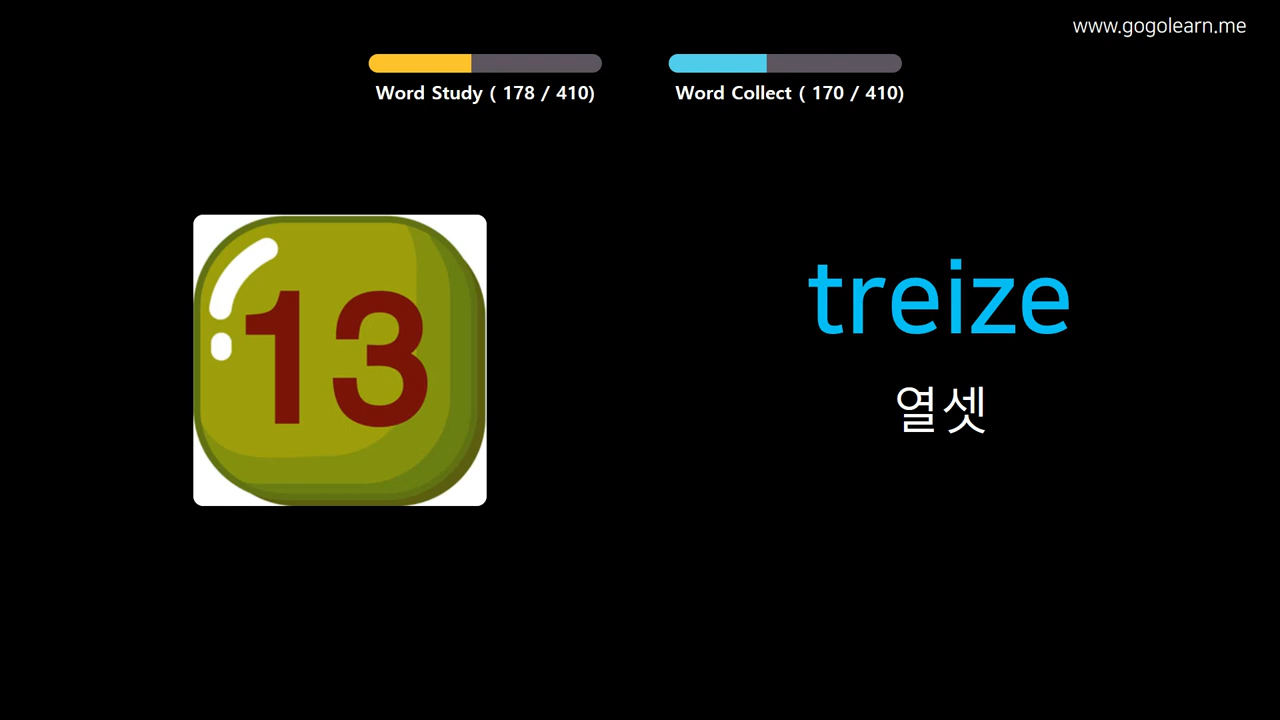 www.gogolearn.me
Word Study ( 178 / 410)
Word Collect ( 170 / 410)
13
treize
열셋